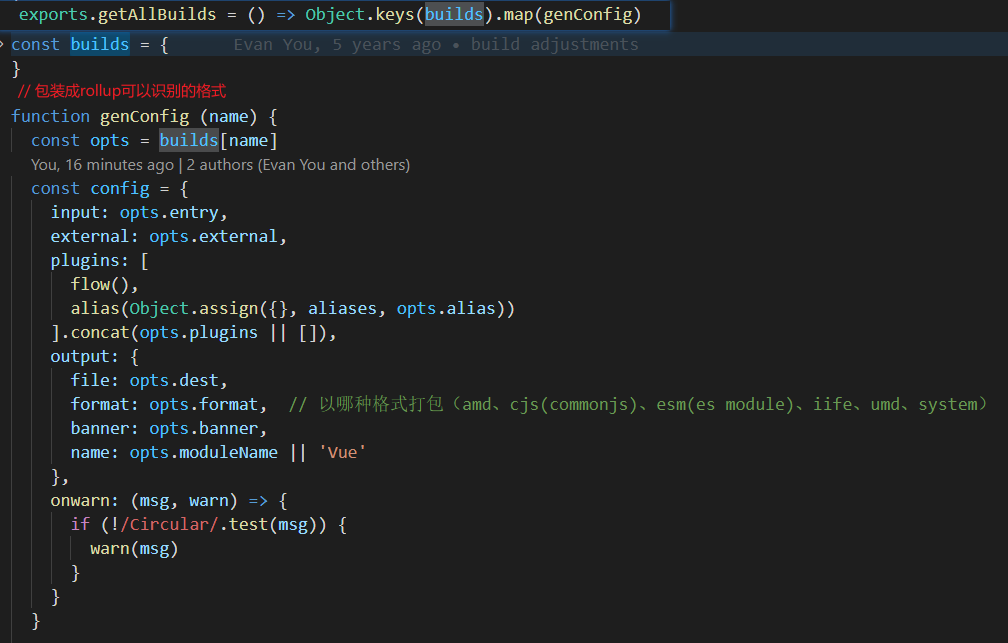 exports.getAllBuilds = () => Object.keys(builds).map(genConfig)
const builds = { Evan You, 5 years ago • build adjustments
}
// 包装成rollup可以识别的格式
function genConfig (name) {
const opts = builds[name]
You, 16 minutes ago | 2 authors (Evan You and others)
const config = {
input: opts.entry,
external: opts.external,
plugins: [
flow(),
alias(Object.assign({}, aliases, opts.alias))
].concat(opts.plugins || []),
output: {
file: opts.dest,
format: opts.format, // 以哪种格式打包（amd、cjs(commonjs)、esm(es module)、iife、umd、system）
banner: opts.banner,
name: opts.moduleName || 'Vue'
},
onwarn: (msg, warn) => {
if (!/Circular/.test(msg)) {
warn(msg)
}
}
}